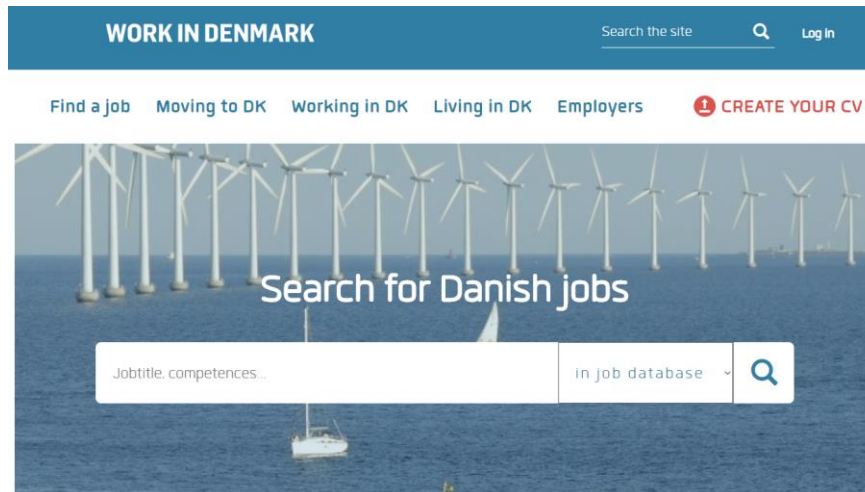 WORK IN DENMARK
Search the site
Log in
Find a job Moving to DK Working in DK Living in DK Employers CREATE YOUR CV
Search for Danish jobs
Jobtitle, competences...
in job database